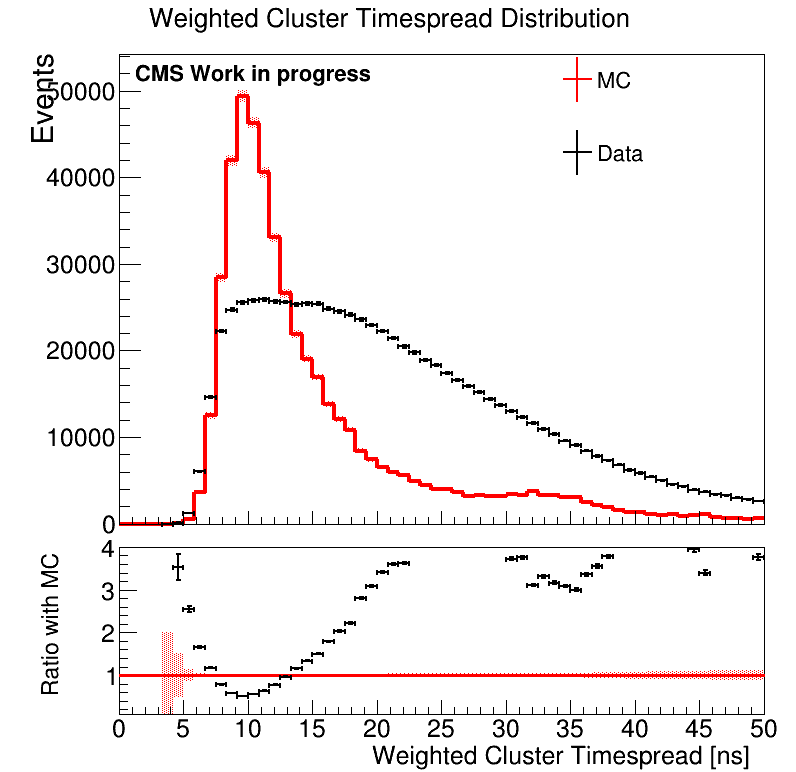 Weighted Cluster Timespread Distribution
CMS Work in progress
Events
50000
40000
30000
20000
10000
0
MC
Data
Ratio with MC
4
3
2
1
0 5 10 15 20 25 30 35 40 45 50
Weighted Cluster Timespread [ns]